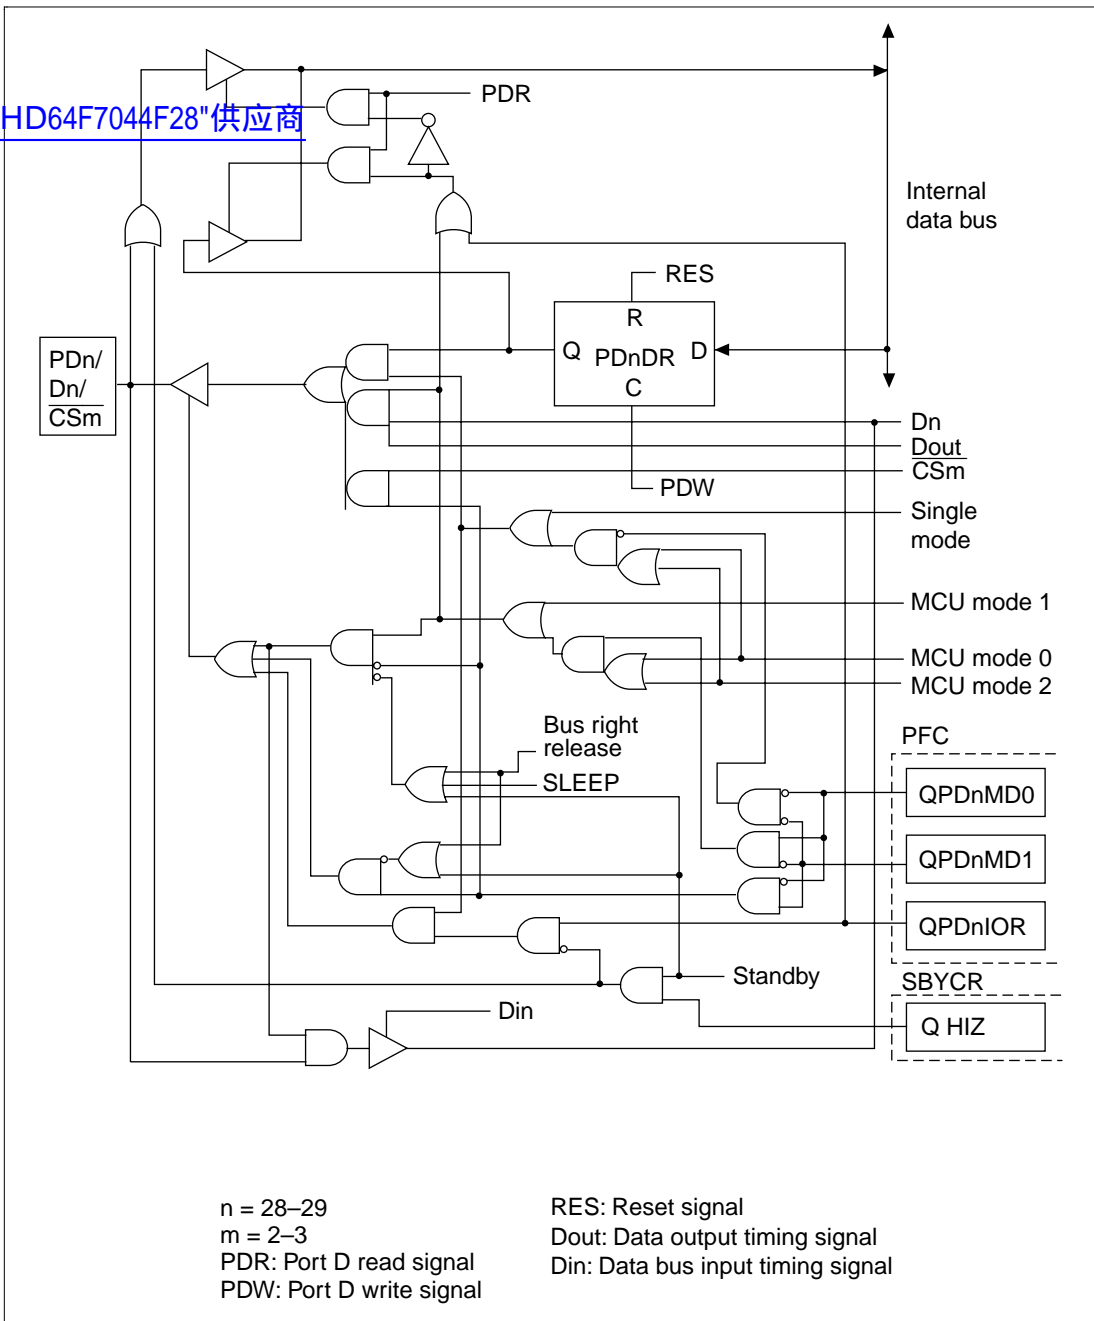 PDR
HD64F7044F28"供应商
Internal
data bus
RES
R
Q
PDnDR
D
C
PDn/
Dn/
CSm
Dn
Dout
CSm
PDW
Single
mode
MCU mode 1
MCU mode 0
MCU mode 2
Bus right
release
SLEEP
PFC
QPDnMD0
QPDnMD1
QPDnIOR
Standby
SBYCR
Q HIZ
Din
n = 28–29
m = 2–3
PDR: Port D read signal
PDW: Port D write signal
RES: Reset signal
Dout: Data output timing signal
Din: Data bus input timing signal